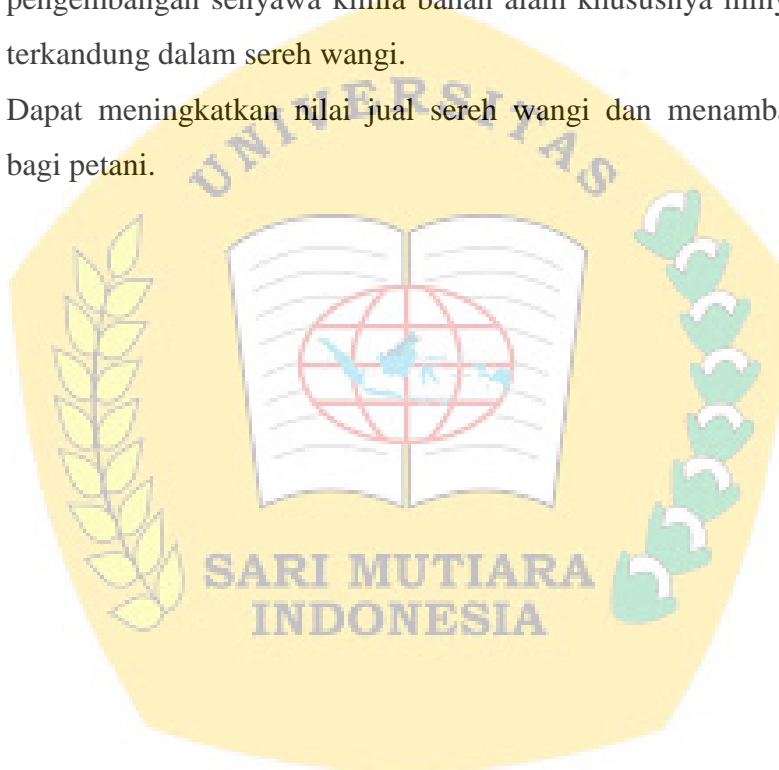 pengembangan senyawa kimia bahan alam khususnya
terkandung dalam sereh wangi.
Dapat meningkatkan nilai jual sereh wangi dan
bagi petani.
UNIVERSITAS
SARI MUTIARA
INDONESIA